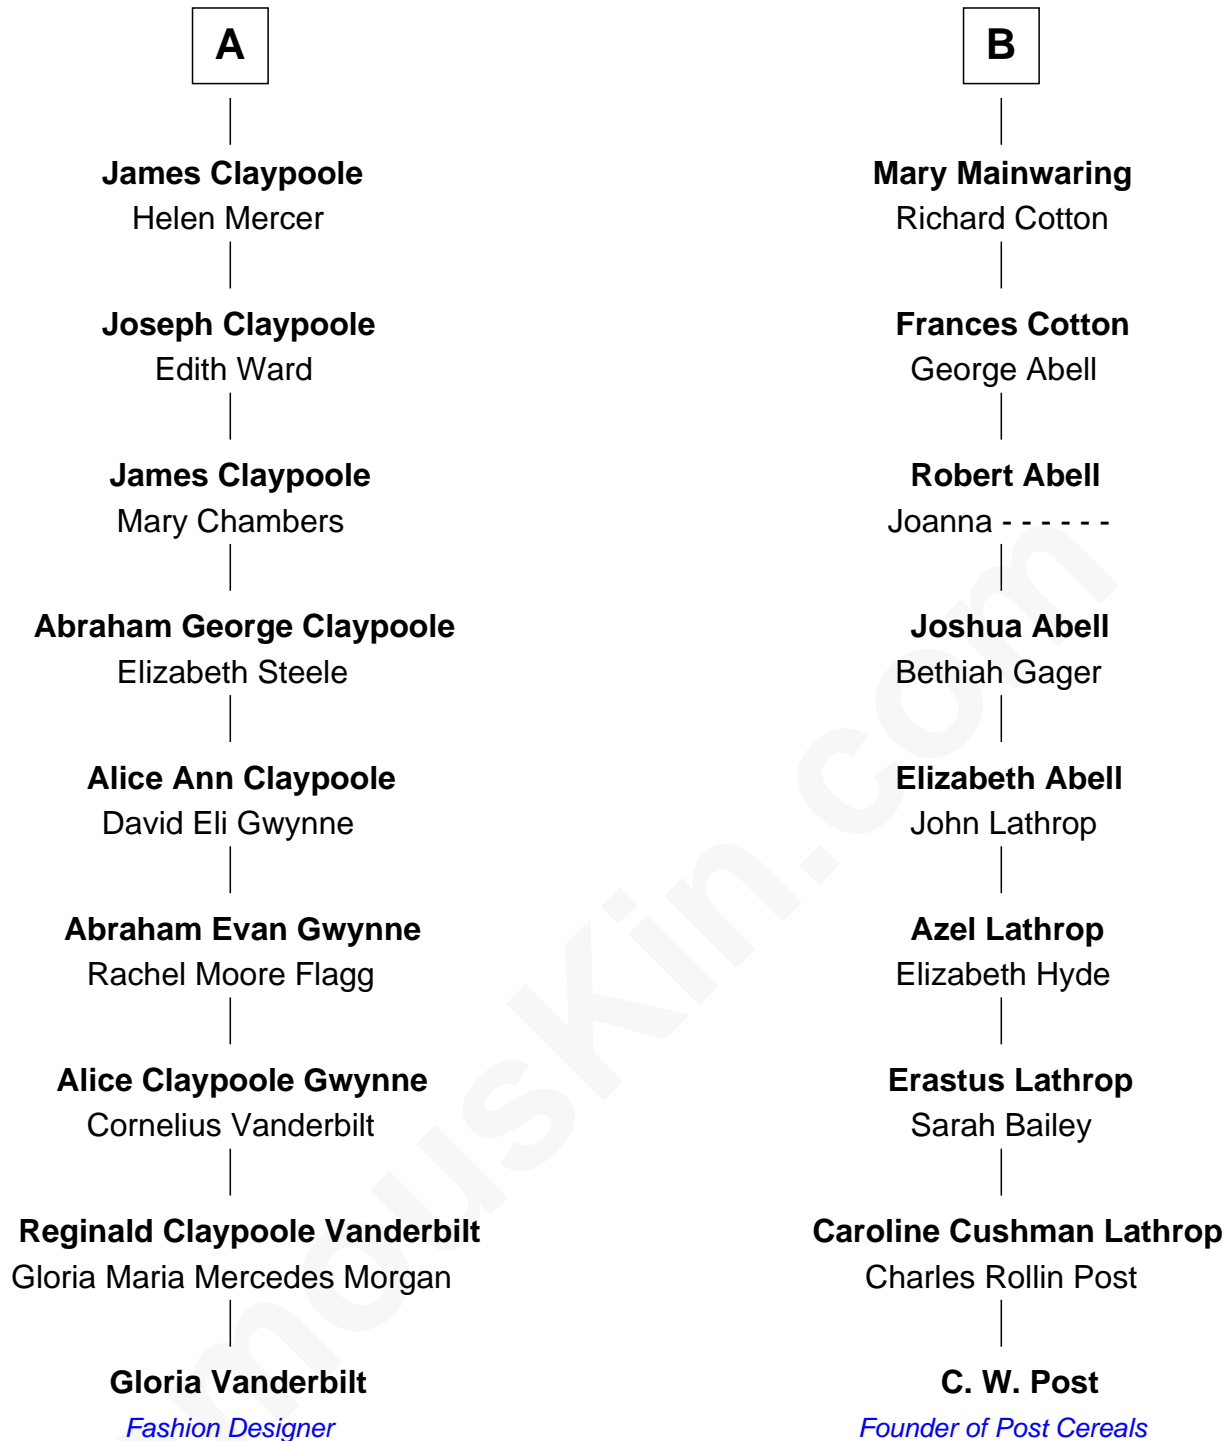 A
James Claypoole
Helen Mercer
Joseph Claypoole
Edith Ward
James Claypoole
Mary Chambers
Abraham George Claypoole
Elizabeth Steele
Alice Ann Claypoole
David Eli Gwynne
Abraham Evan Gwynne
Rachel Moore Flagg
Alice Claypoole Gwynne
Cornelius Vanderbilt
Reginald Claypoole Vanderbilt
Gloria Maria Mercedes Morgan
Gloria Vanderbilt
Fashion Designer
B
Mary Mainwaring
Richard Cotton
Frances Cotton
George Abell
Robert Abell
Joanna - - - - - -
Joshua Abell
Bethiah Gager
Elizabeth Abell
John Lathrop
Azel Lathrop
Elizabeth Hyde
Erastus Lathrop
Sarah Bailey
Caroline Cushman Lathrop
Charles Rollin Post
C. W. Post
Founder of Post Cereals
mousKin.com